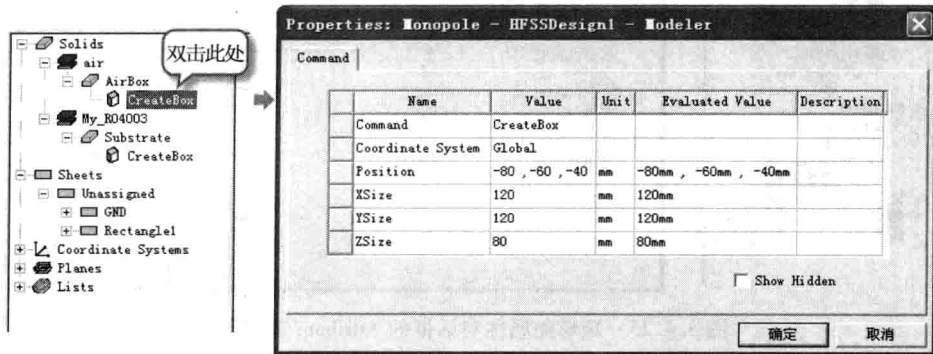 Solids
air
AirBox
CreateBox
My_R04003
Substrate
CreateBox
Sheets
Unassigned
GND
Rectangle1
Coordinate Systems
Planes
Lists
双击此处
Properties: Monopole - HFSSDesign1 - Modeler
Command
Name Value Unit Evaluated Value Description
Command CreateBox
Coordinate System Global
Position -80 ,-60 ,-40 mm -80mm , -60mm , -40mm
XSize 120 mm 120mm
YSize 120 mm 120mm
ZSize 80 mm 80mm
Show Hidden
确定 取消